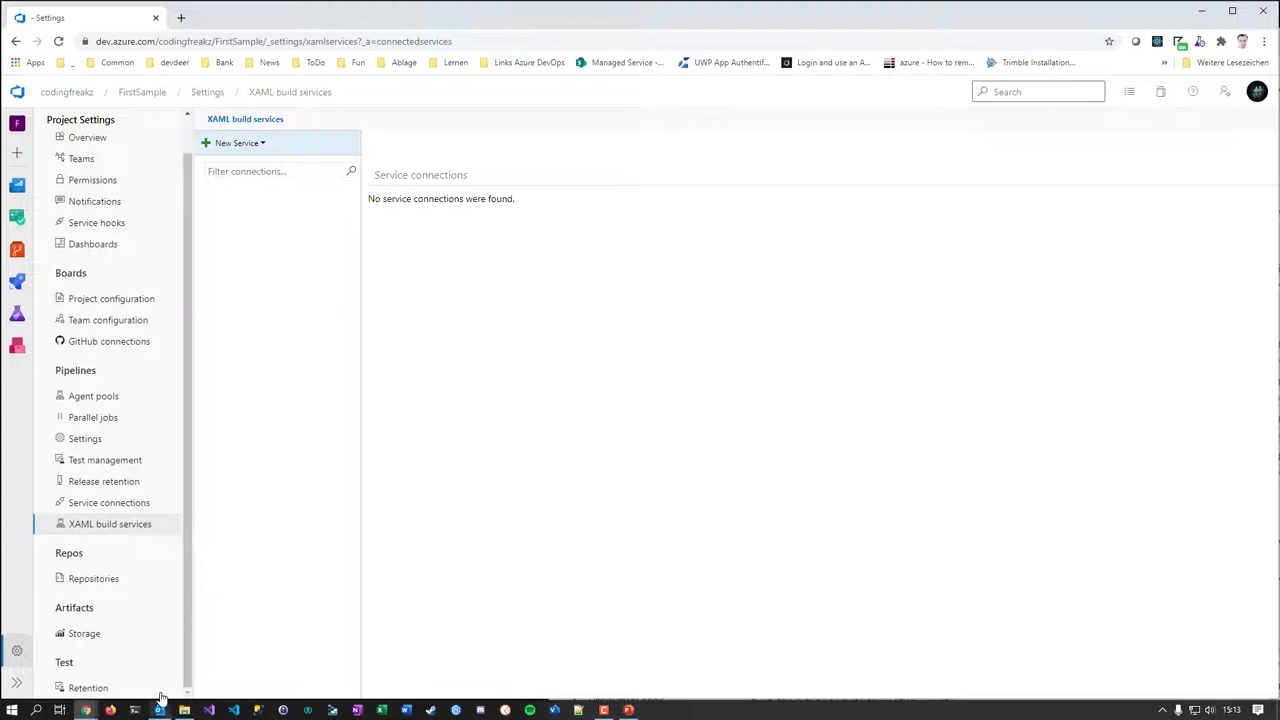 - Settings
dev.azure.com/codingfreakz/FirstSample/_settings/xamlservices?_a=connectedservices
Apps
_
Common
devdeer
Bank
News
ToDo
Fun
Ablage
Lernen
Links Azure DevOps
Managed Service -...
UWP App Authentif...
Login and use an A...
azure - How to rem...
Trimble Installation...
»
Weitere Lesezeichen
codingfreakz / FirstSample / Settings / XAML build services
Search
F
Project Settings
Overview
Teams
Permissions
Notifications
Service hooks
Dashboards
Boards
Project configuration
Team configuration
GitHub connections
Pipelines
Agent pools
Parallel jobs
Settings
Test management
Release retention
Service connections
XAML build services
Repos
Repositories
Artifacts
Storage
Test
Retention
XAML build services
New Service
Filter connections...
Service connections
No service connections were found.
15:13